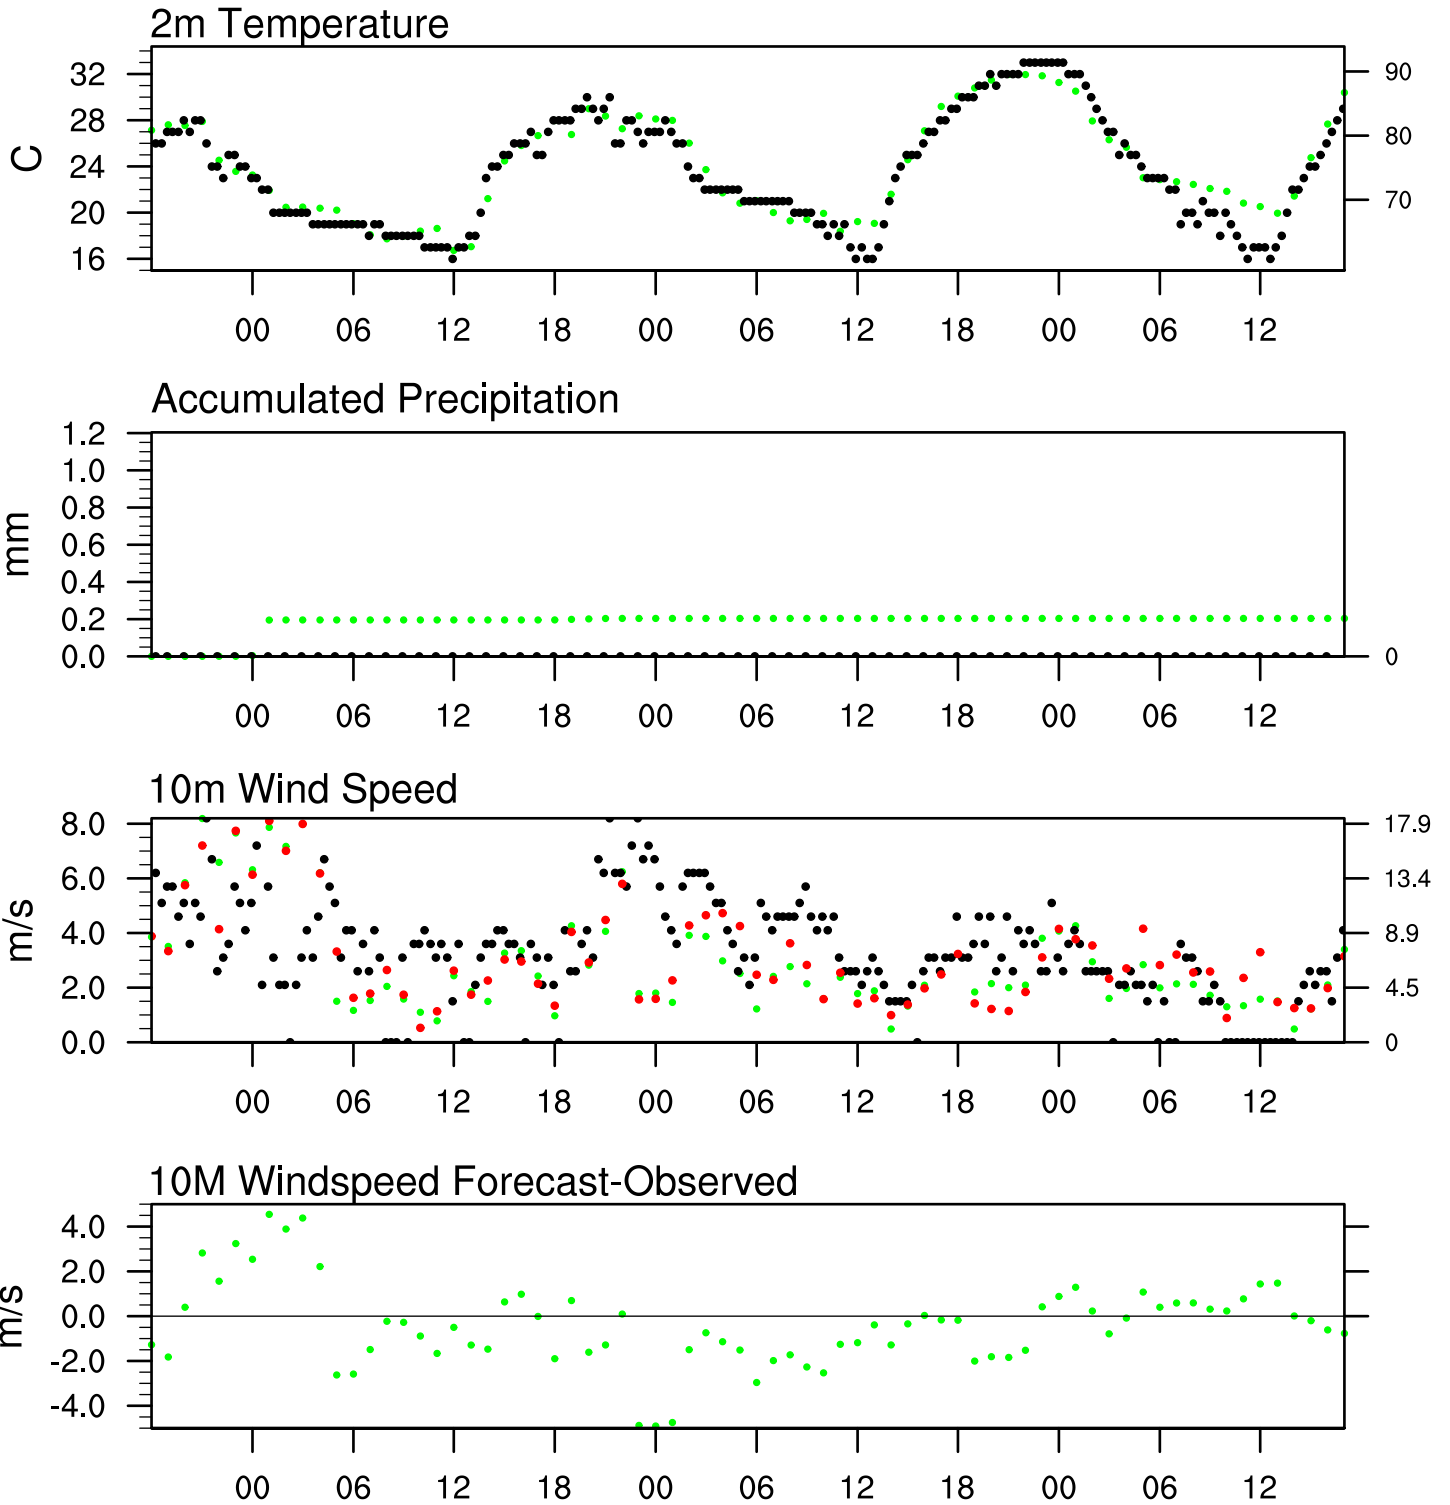 2m Temperature
32
28
24
20
16
C
90
80
70
00 06 12 18 00 06 12 18 00 06 12
Accumulated Precipitation
1.2
1.0
0.8
0.6
0.4
0.2
0.0
mm
0
00 06 12 18 00 06 12 18 00 06 12
10m Wind Speed
8.0
6.0
4.0
2.0
0.0
m/s
17.9
13.4
8.9
4.5
0
00 06 12 18 00 06 12 18 00 06 12
10M Windspeed Forecast-Observed
4.0
2.0
0.0
-2.0
-4.0
m/s
00 06 12 18 00 06 12 18 00 06 12